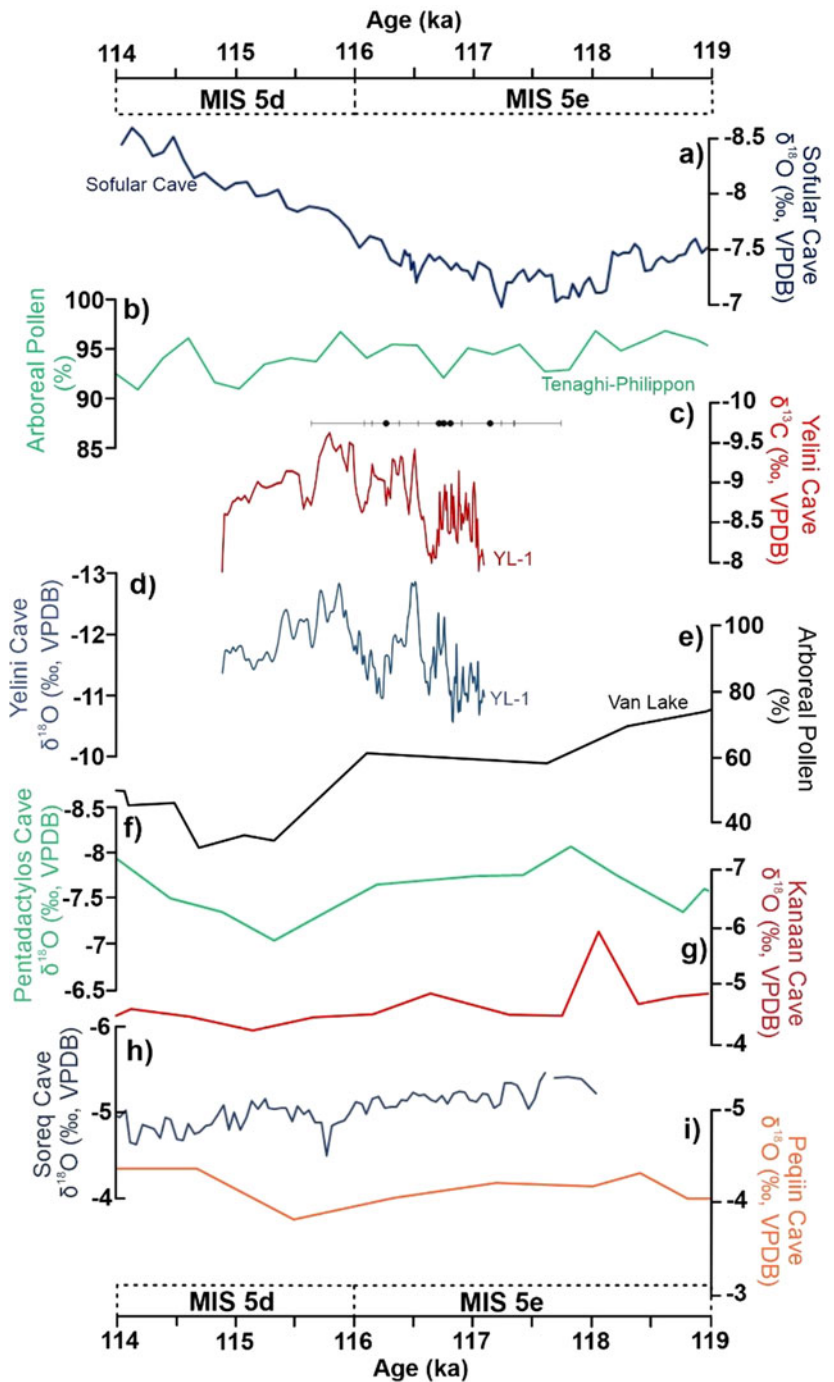 Age (ka)
114 115 116 117 118 119
MIS 5d MIS 5e
a)
Sofular Cave
-8.5
-8
-7.5
-7
Sofular Cave
δ18O (‰, VPDB)
b)
100
95
90
85
Arboreal Pollen
(%)
Tenaghi-Philippon
c)
-10
-9.5
-9
-8.5
-8
Yelini Cave
δ13C (‰, VPDB)
YL-1
d)
-13
-12
-11
-10
Yelini Cave
δ18O (‰, VPDB)
YL-1
e)
100
80
60
40
Arboreal Pollen
(%)
Van Lake
f)
-8.5
-8
-7.5
-7
-6.5
Pentadactylos Cave
δ18O (‰, VPDB)
g)
-7
-6
-5
-4
Kanaan Cave
δ18O (‰, VPDB)
h)
-6
-5
-4
Soreq Cave
δ18O (‰, VPDB)
i)
-5
-4
-3
Peqiin Cave
δ18O (‰, VPDB)
MIS 5d MIS 5e
114 115 116 117 118 119
Age (ka)